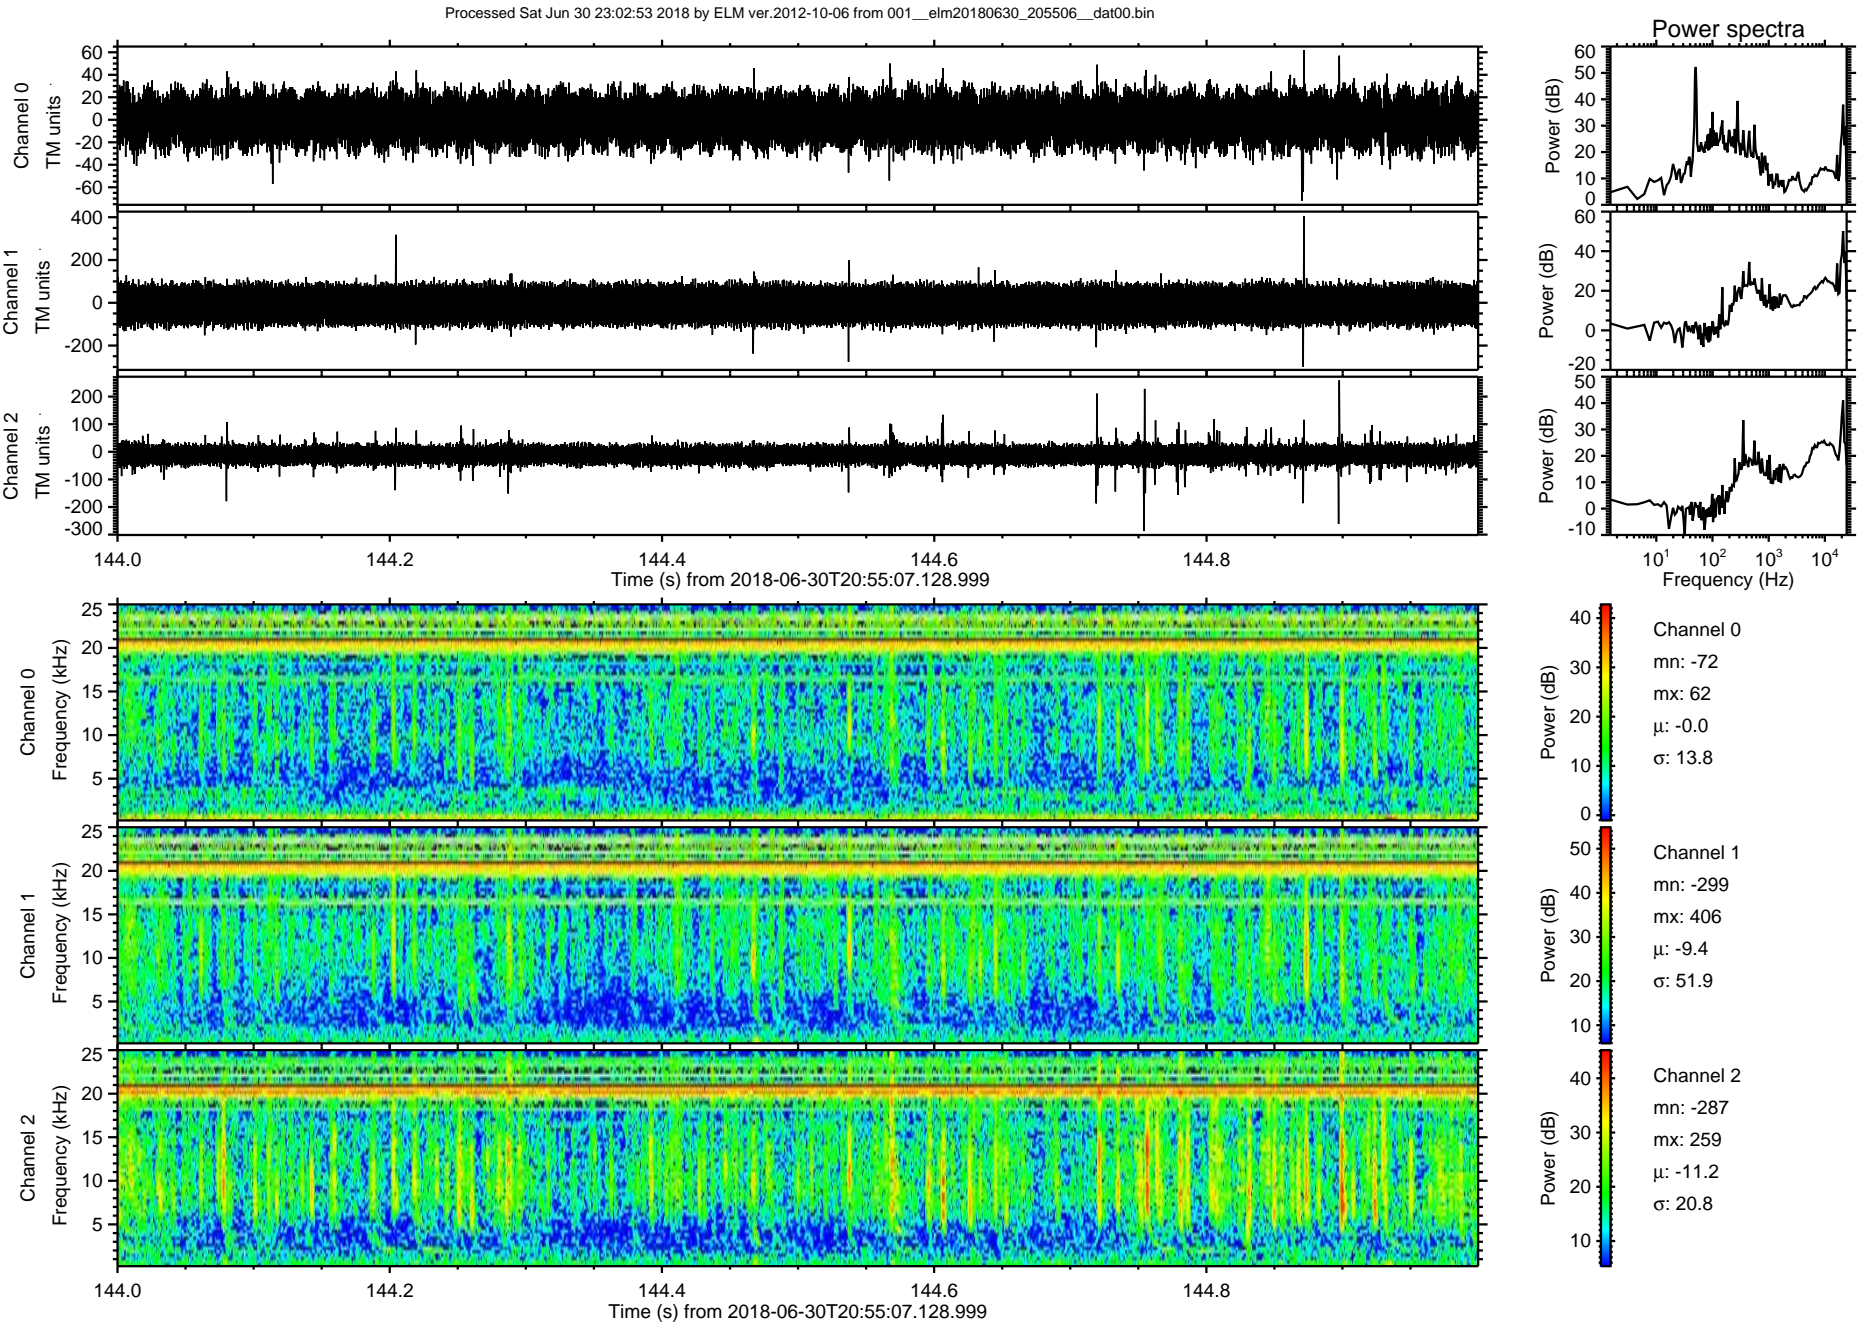 Processed Sat Jun 30 23:02:53 2018 by ELM ver.2012-10-06 from 001__elm20180630_205506__dat00.bin
Power spectra
Channel 0
TM units
60
40
20
0
-20
-40
-60
Power (dB)
60
50
40
30
20
10
0
Channel 1
TM units
400
200
0
-200
Power (dB)
60
40
20
0
-20
Channel 2
TM units
200
100
0
-100
-200
-300
Power (dB)
50
40
30
20
10
0
-10
144.0 144.2 144.4 144.6 144.8
Time (s) from 2018-06-30T20:55:07.128.999
10^1 10^2 10^3 10^4
Frequency (Hz)
Channel 0
Frequency (kHz)
25
20
15
10
5
Power (dB)
40
30
20
10
0
Channel 0
mn: -72
mx: 62
μ: -0.0
σ: 13.8
Channel 1
Frequency (kHz)
25
20
15
10
5
Power (dB)
50
40
30
20
10
Channel 1
mn: -299
mx: 406
μ: -9.4
σ: 51.9
Channel 2
Frequency (kHz)
25
20
15
10
5
Power (dB)
40
30
20
10
Channel 2
mn: -287
mx: 259
μ: -11.2
σ: 20.8
144.0 144.2 144.4 144.6 144.8
Time (s) from 2018-06-30T20:55:07.128.999